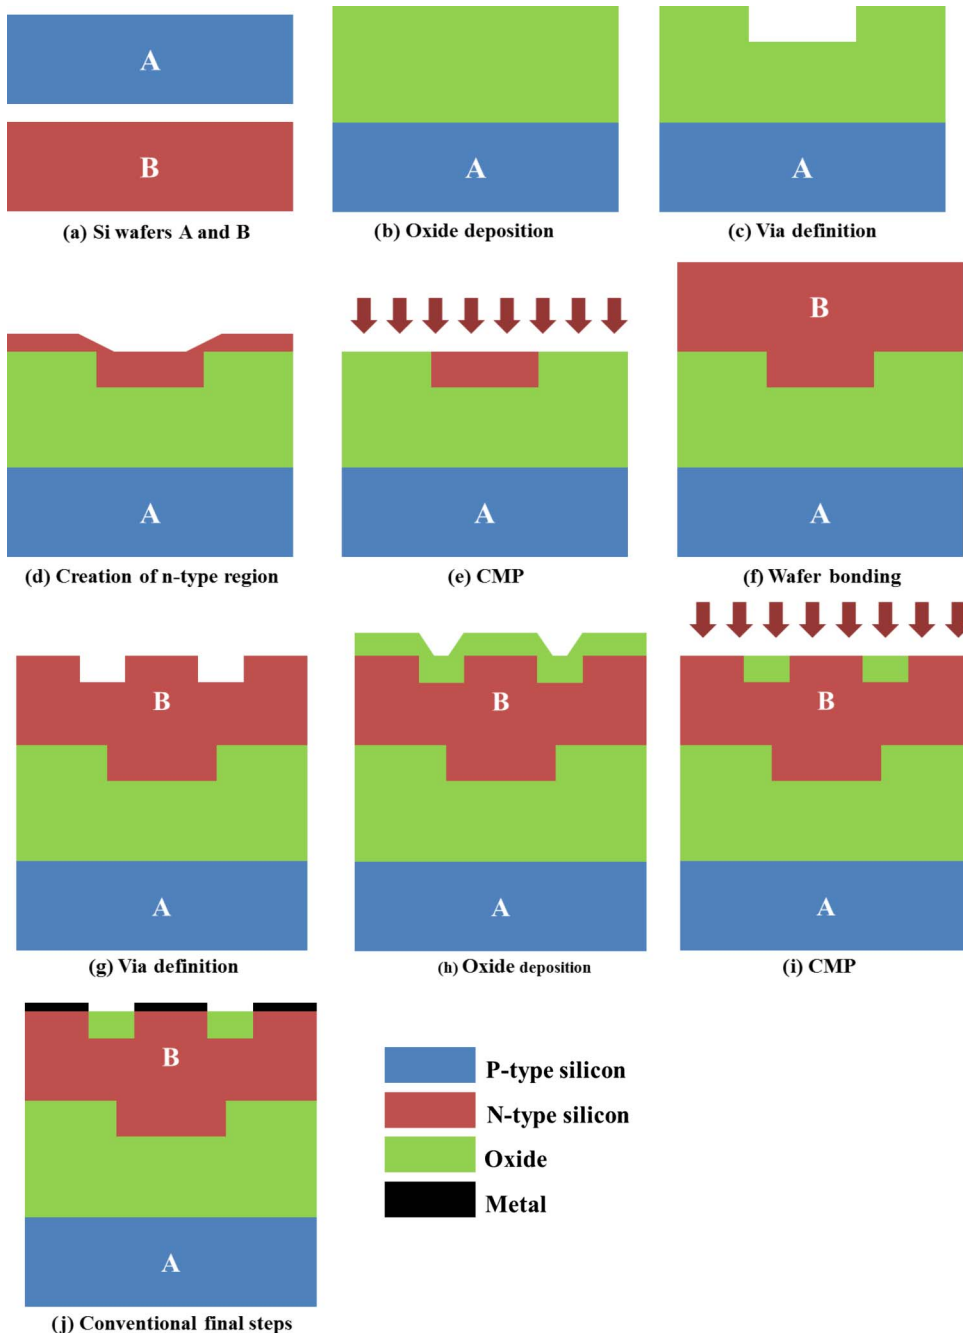 A
B
(a) Si wafers A and B
A
(b) Oxide deposition
A
(c) Via definition
A
(d) Creation of n-type region
A
(e) CMP
B
A
(f) Wafer bonding
B
A
(g) Via definition
B
A
(h) Oxide deposition
B
A
(i) CMP
B
A
(j) Conventional final steps
P-type silicon
N-type silicon
Oxide
Metal